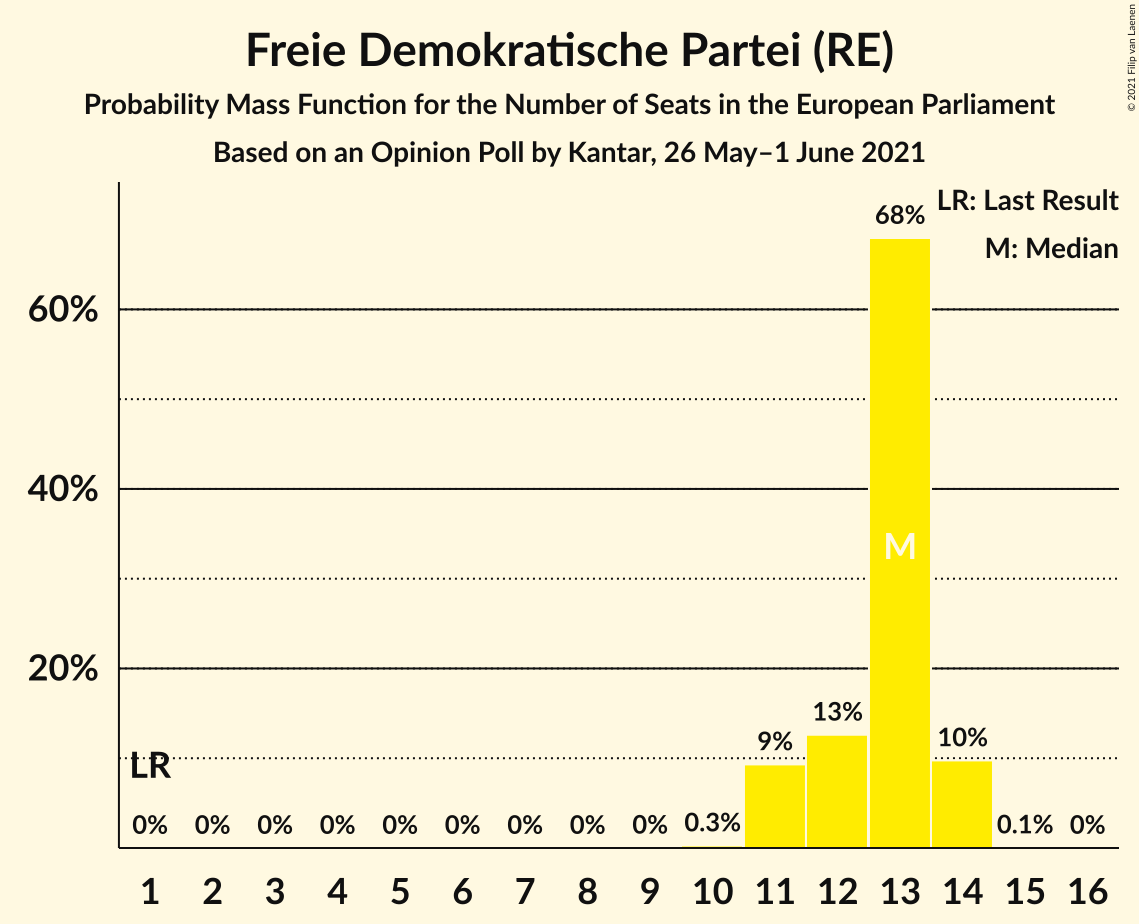 © 2021 Filip van Laenen
Freie Demokratische Partei (RE)
Probability Mass Function for the Number of Seats in the European Parliament
Based on an Opinion Poll by Kantar, 26 May–1 June 2021
LR: Last Result
M: Median
60%
40%
20%
68%
M
13%
9%
10%
LR
0% 0% 0% 0% 0% 0% 0% 0% 0% 0.3% 0.1% 0%
1 2 3 4 5 6 7 8 9 10 11 12 13 14 15 16